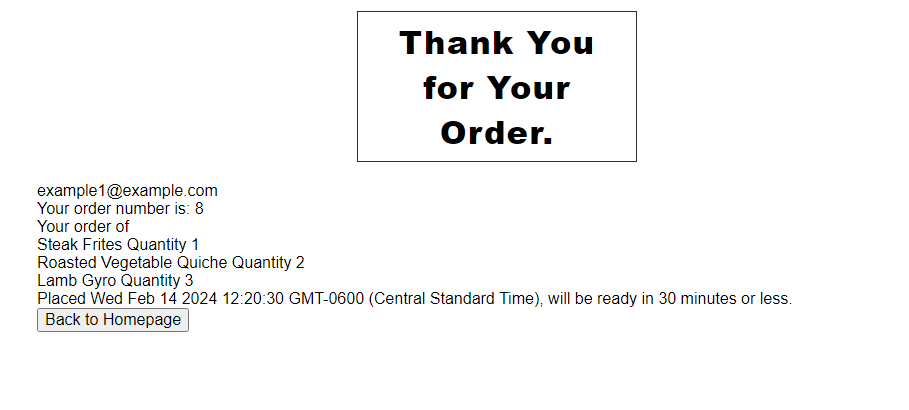 Thank You
for Your
Order.
example1@example.com
Your order number is: 8
Your order of
Steak Frites Quantity 1
Roasted Vegetable Quiche Quantity 2
Lamb Gyro Quantity 3
Placed Wed Feb 14 2024 12:20:30 GMT-0600 (Central Standard Time), will be ready in 30 minutes or less.
Back to Homepage